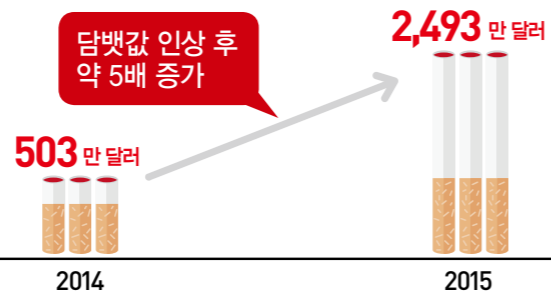 담뱃값 인상 후
약 5배 증가
503 만 달러
2,493 만 달러
2014
2015